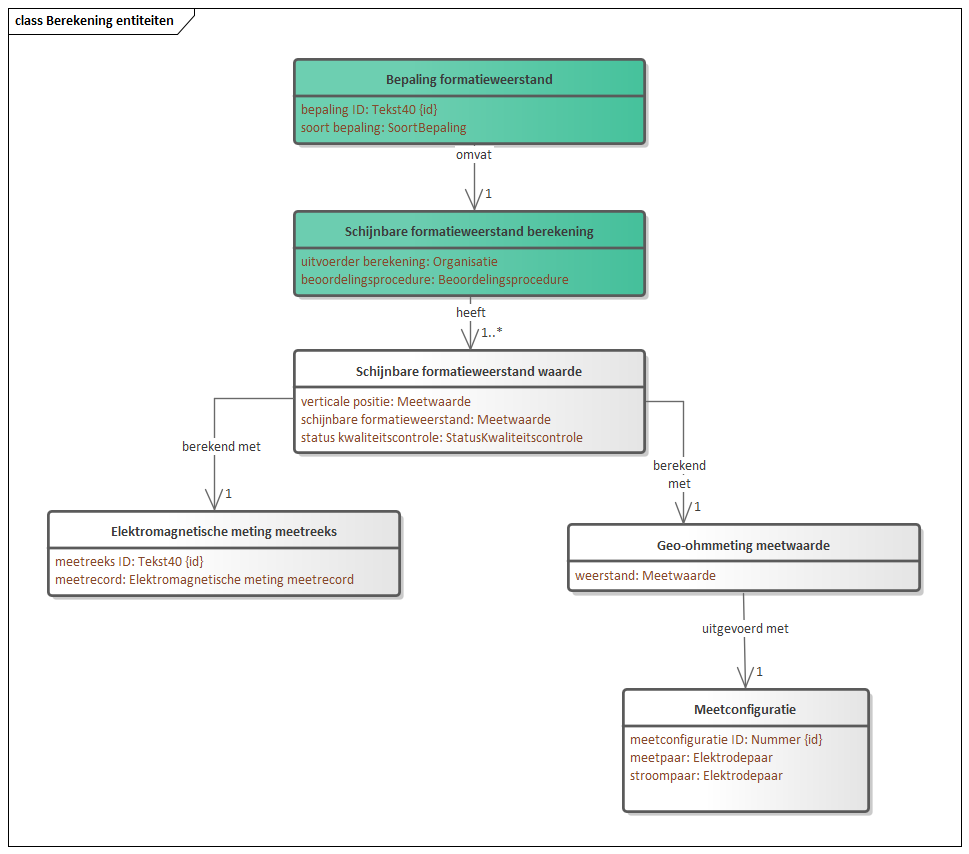 class Berekening entiteiten
Bepaling formatieweerstand
bepaling ID: Tekst40 {id}
soort bepaling: SoortBepaling
omvat
1
Schijnbare formatieweerstand berekening
uitvoerder berekening: Organisatie
beoordelingsprocedure: Beoordelingsprocedure
heeft
1..*
Schijnbare formatieweerstand waarde
verticale positie: Meetwaarde
schijnbare formatieweerstand: Meetwaarde
status kwaliteitscontrole: StatusKwaliteitscontrole
berekend met
1
berekend
met
1
Elektromagnetische meting meetreeks
meetreeks ID: Tekst40 {id}
meetrecord: Elektromagnetische meting meetrecord
Geo-ohmmeting meetwaarde
weerstand: Meetwaarde
uitgevoerd met
1
Meetconfiguratie
meetconfiguratie ID: Nummer {id}
meetpaar: Elektrodepaar
stroompaar: Elektrodepaar